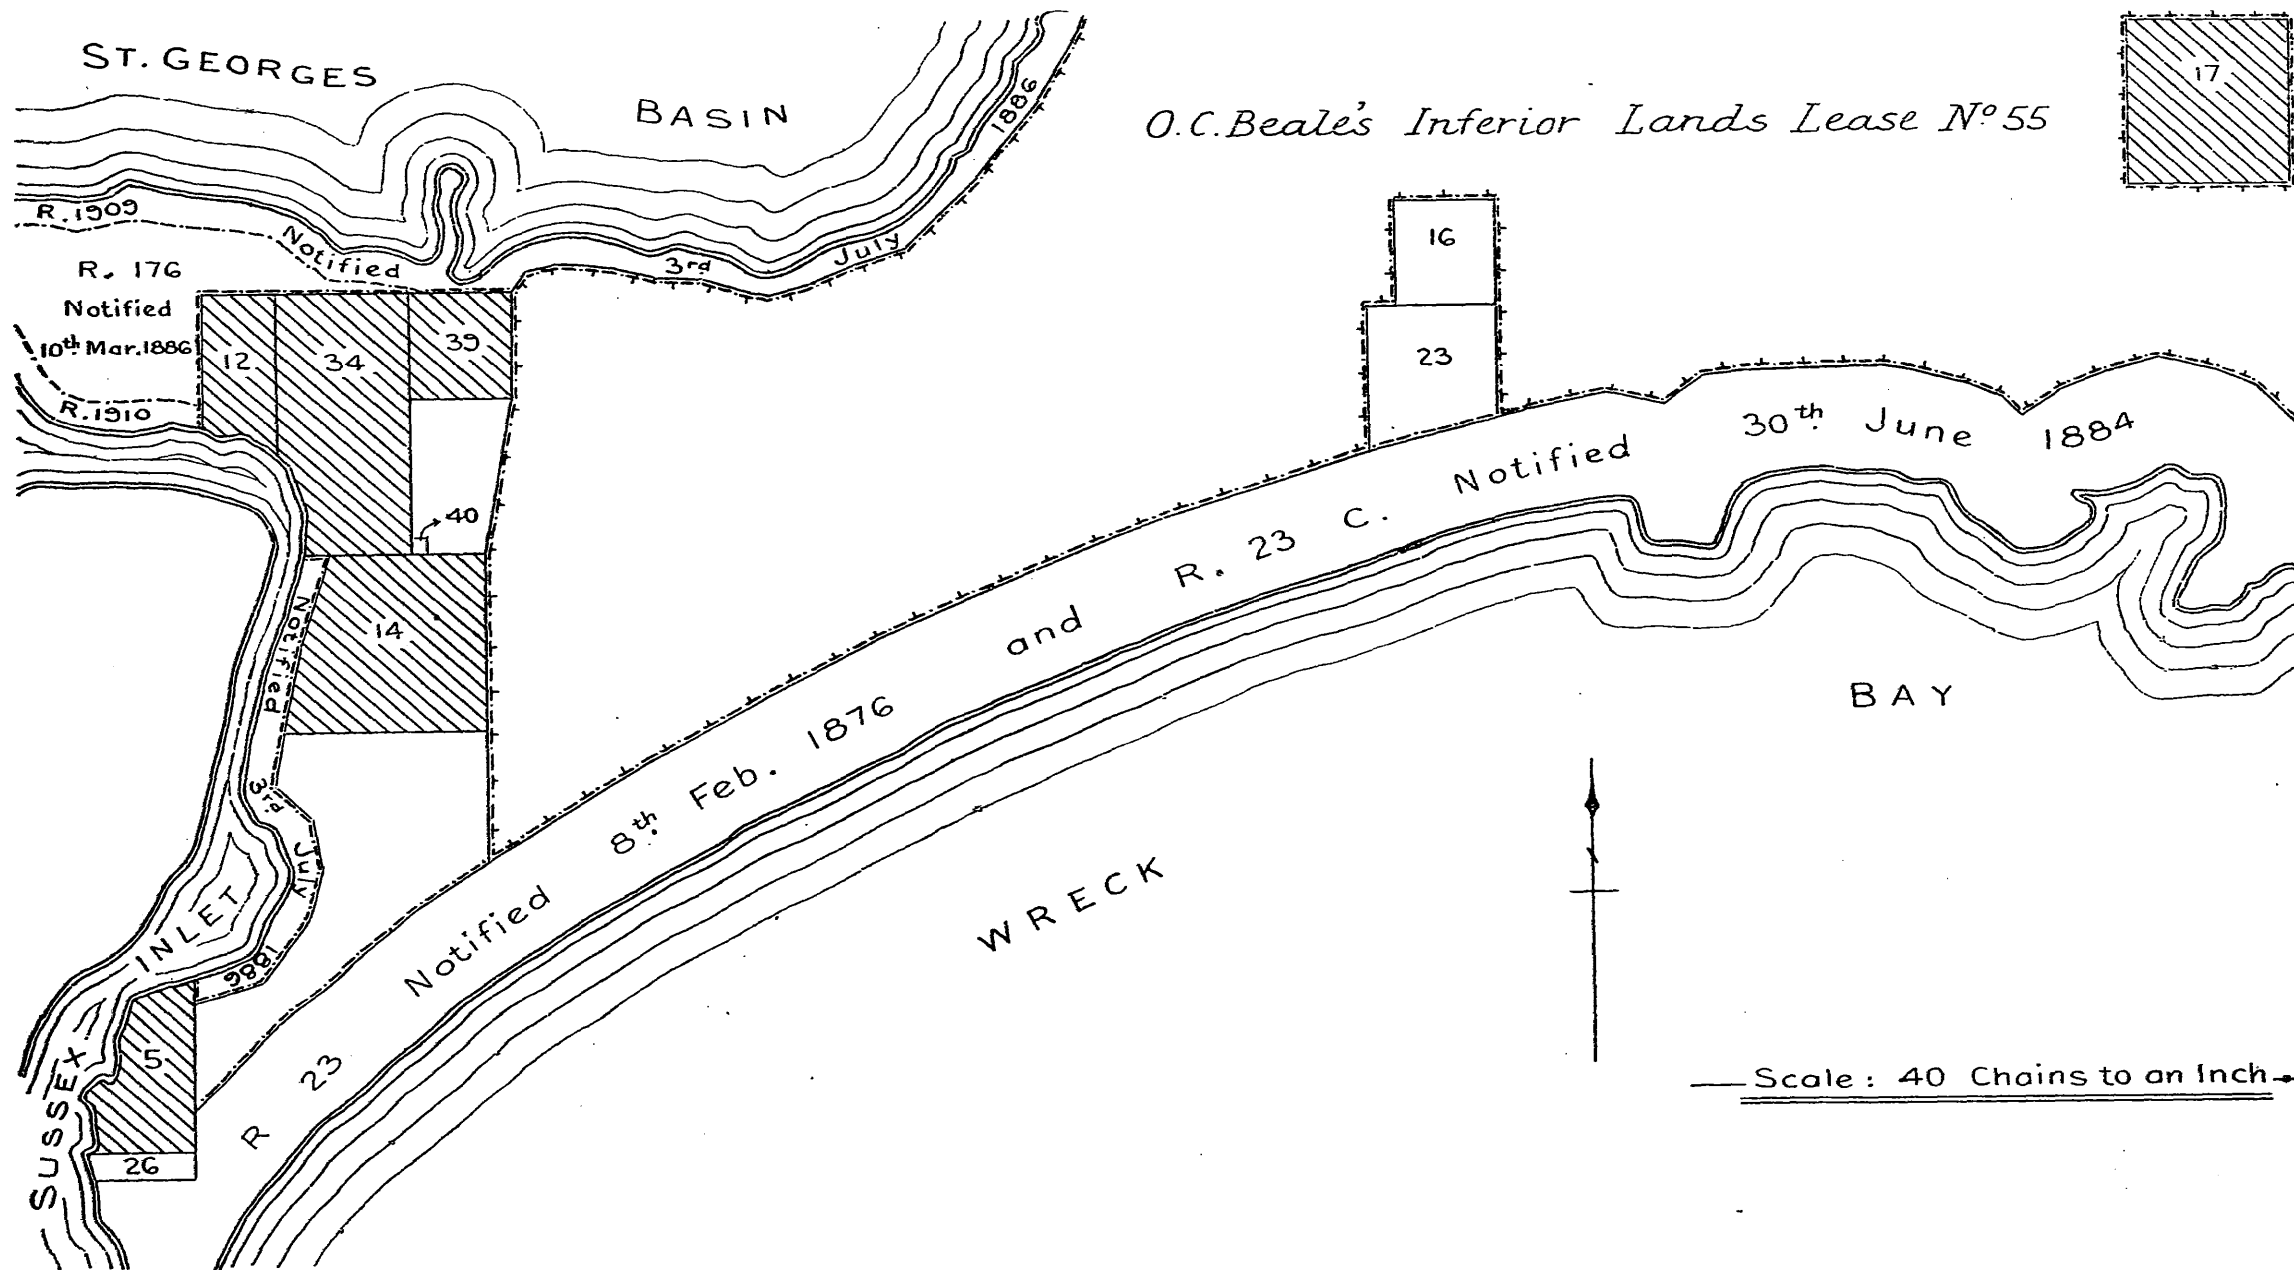 ST. GEORGES
BASIN
O.C. Beale's Inferior Lands Lease No 55
17
R. 1909
Notified
3rd
July
1886
R. 176
Notified
10th Mar. 1886
R. 1910
12
34
39
40
14
16
23
Notified
3rd
July
1886
SUSSEX
INLET
5
26
R 23
Notified
8th Feb. 1876
and
R. 23 C.
Notified
30th June 1884
WRECK
BAY
Scale: 40 Chains to an Inch